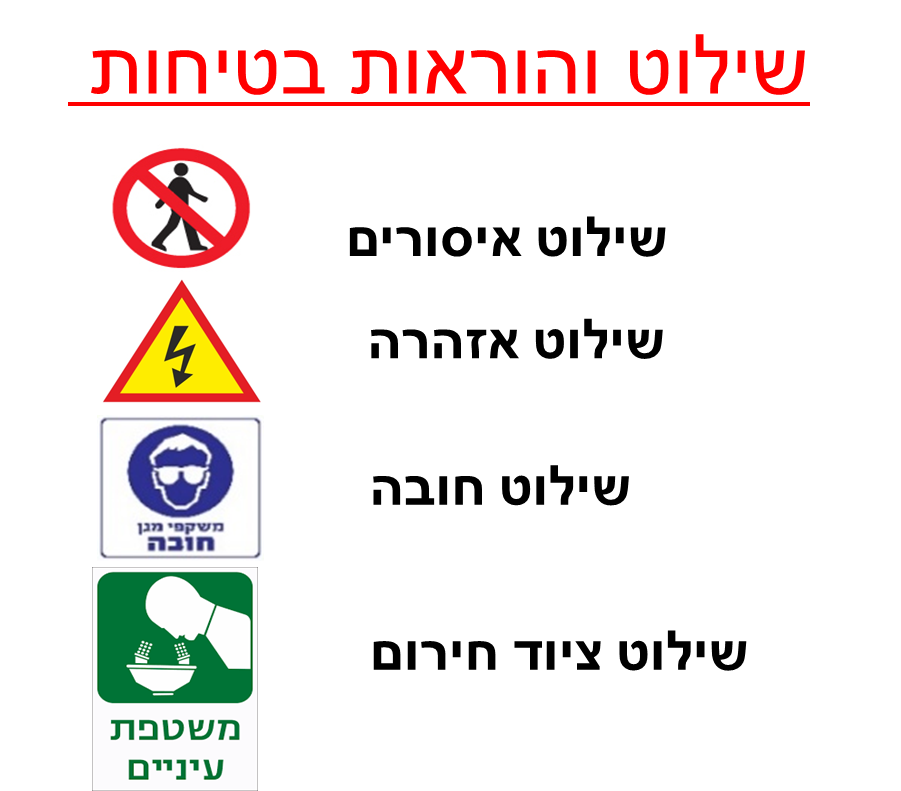 שילוט והוראות בטיחות
שילוט איסורים
שילוט אזהרה
שילוט חובה
משקפי מגן
חובה
שילוט ציוד חירום
משטפת
עיניים